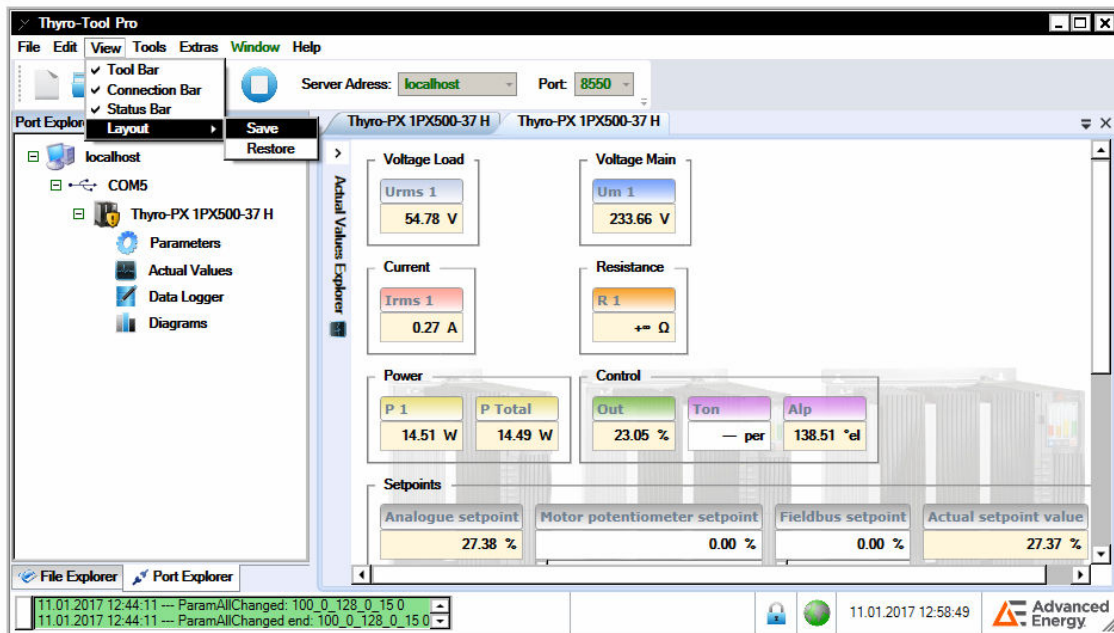 Thyro-Tool Pro
File Edit View Tools Extras Window Help
Tool Bar
Connection Bar
Status Bar
Layout
Save
Restore
Server Adress: localhost Port: 8550
Port Explor
Thyro-PX 1PX500-37 H Thyro-PX 1PX500-37 H
localhost
COM5
Thyro-PX 1PX500-37 H
Parameters
Actual Values
Data Logger
Diagrams
Actual Values Explorer
Voltage Load Voltage Main
Urms 1 Um 1
54.78 V 233.66 V
Current Resistance
Irms 1 R 1
0.27 A +∞ Ω
Power Control
P 1 P Total Out Ton Alp
14.51 W 14.49 W 23.05 % — per 138.51 °el
Setpoints
Analogue setpoint Motor potentiometer setpoint Fieldbus setpoint Actual setpoint value
27.38 % 0.00 % 0.00 % 27.37 %
File Explorer Port Explorer
11.01.2017 12:44:11 --- ParamAllChanged: 100_0_128_0_15 0
11.01.2017 12:44:11 --- ParamAllChanged end: 100_0_128_0_15 0
11.01.2017 12:58:49
Advanced
Energy